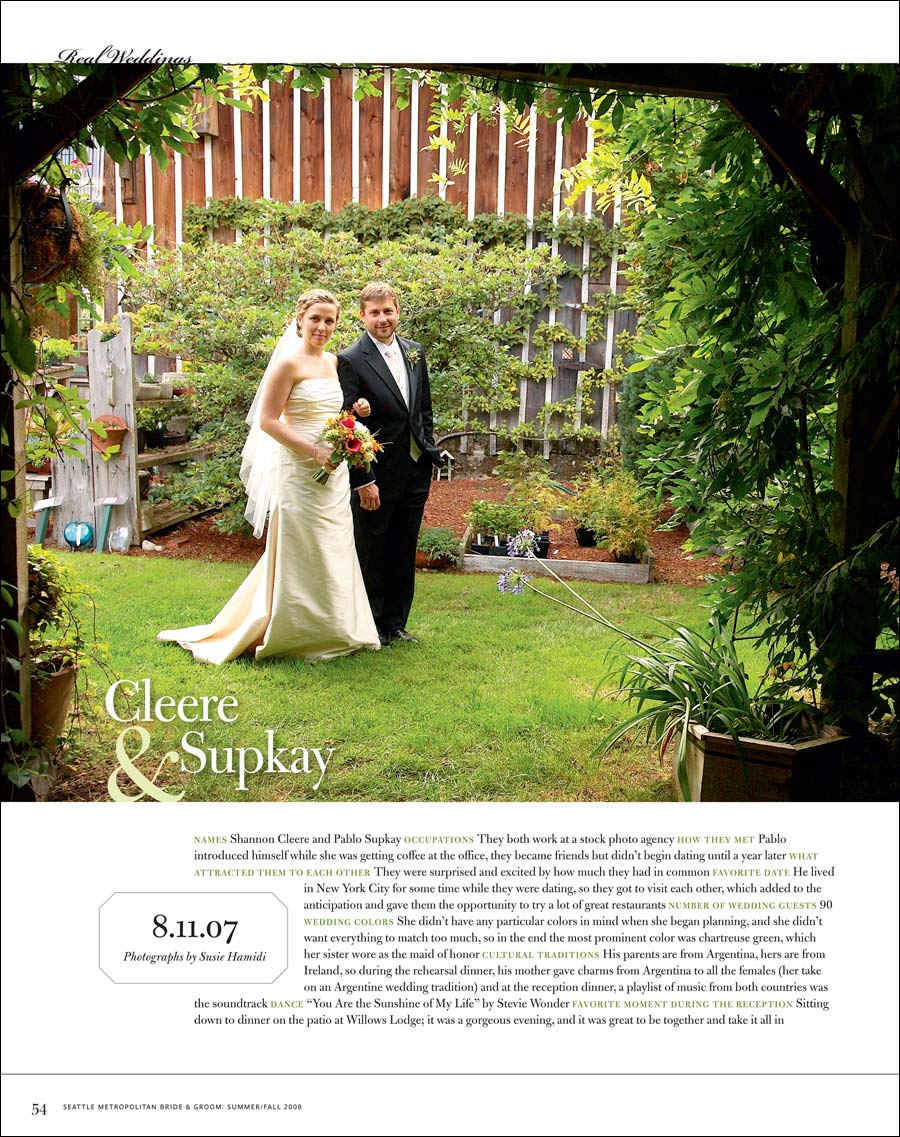 Real Weddings
Cleere
& Supkay
NAMES Shannon Cleere and Pablo Supkay OCCUPATIONS They both work at a stock photo agency HOW THEY MET Pablo
introduced himself while she was getting coffee at the office, they became friends but didn't begin dating until a year later WHAT
ATTRACTED THEM TO EACH OTHER They were surprised and excited by how much they had in common FAVORITE DATE He lived
in New York City for some time while they were dating, so they got to visit each other, which added to the
anticipation and gave them the opportunity to try a lot of great restaurants NUMBER OF WEDDING GUESTS 90
WEDDING COLORS She didn't have any particular colors in mind when she began planning, and she didn't
want everything to match too much, so in the end the most prominent color was chartreuse green, which
her sister wore as the maid of honor CULTURAL TRADITIONS His parents are from Argentina, hers are from
Ireland, so during the rehearsal dinner, his mother gave charms from Argentina to all the females (her take
on an Argentine wedding tradition) and at the reception dinner, a playlist of music from both countries was
the soundtrack DANCE “You Are the Sunshine of My Life” by Stevie Wonder FAVORITE MOMENT DURING THE RECEPTION Sitting
down to dinner on the patio at Willows Lodge; it was a gorgeous evening, and it was great to be together and take it all in
8.11.07
Photographs by Susie Hamidi
54 SEATTLE METROPOLITAN BRIDE & GROOM: SUMMER/FALL 2008